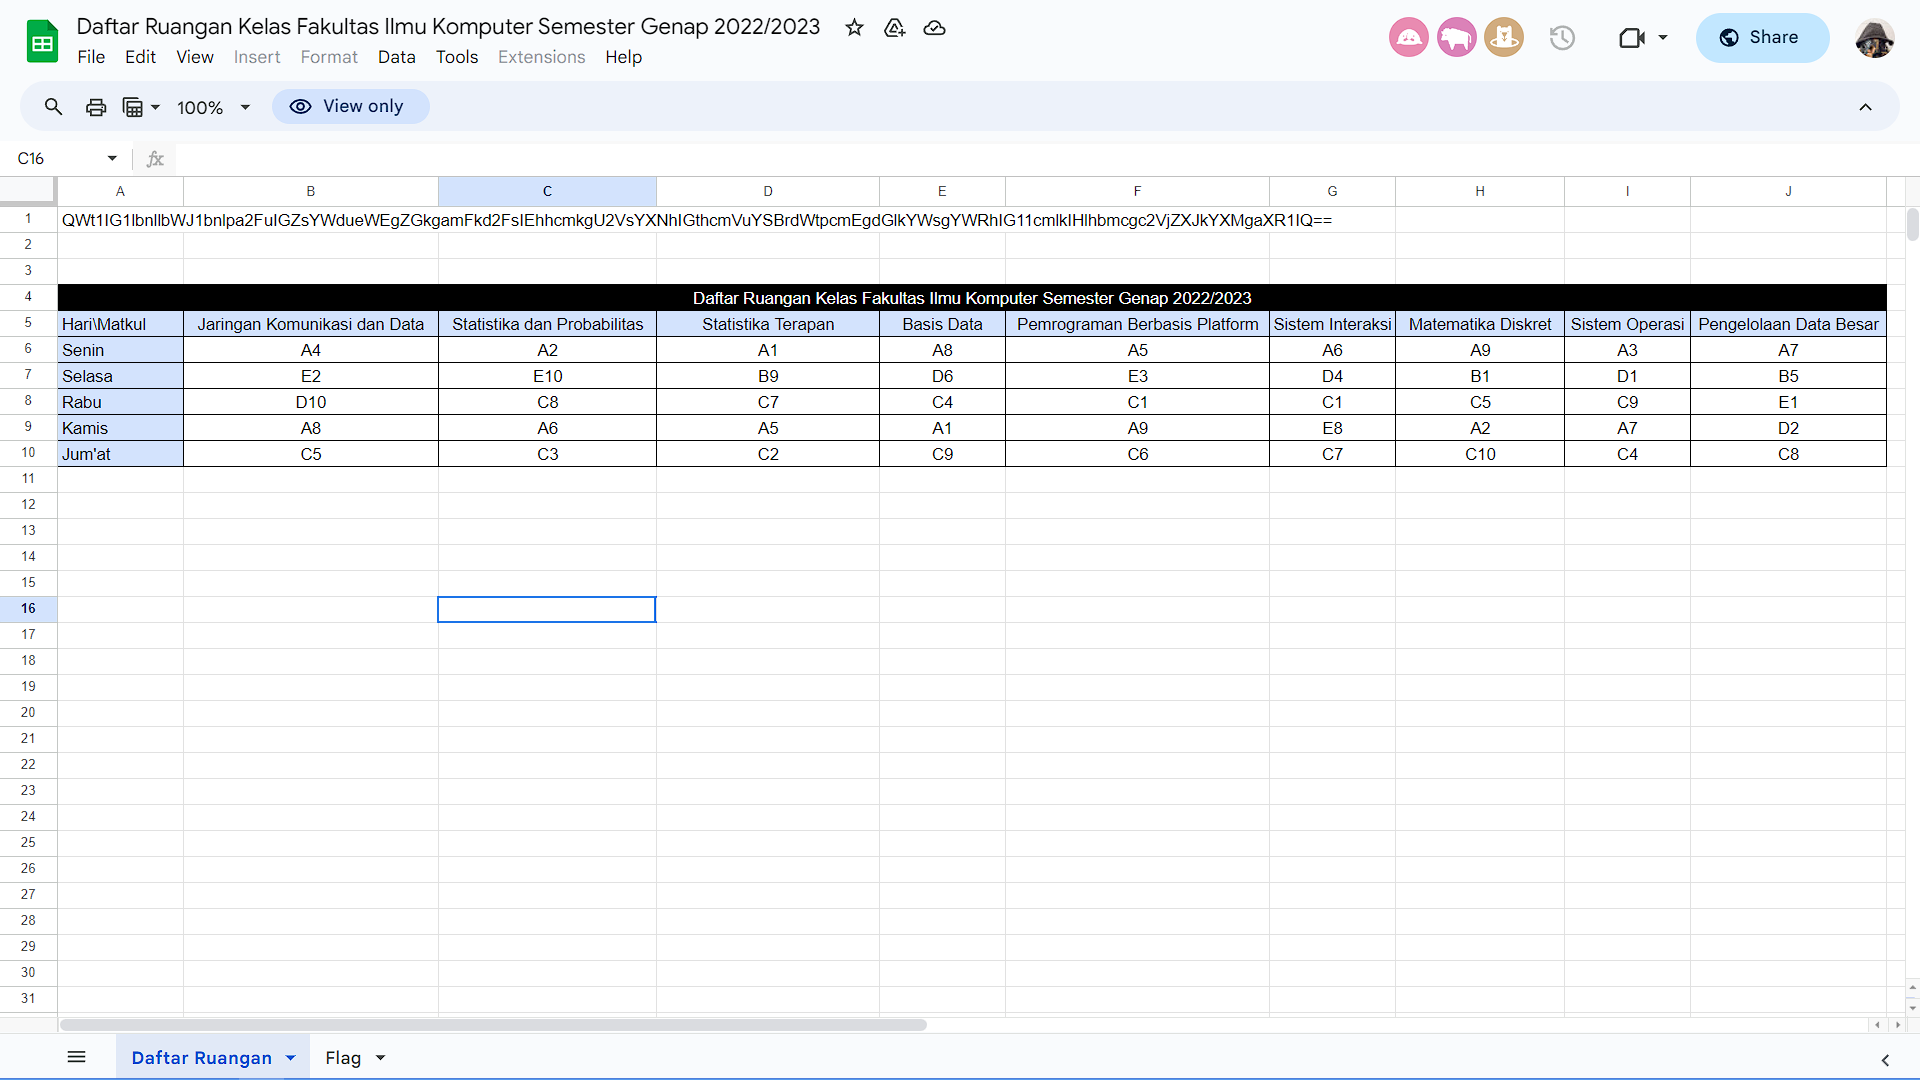 Daftar Ruangan Kelas Fakultas Ilmu Komputer Semester Genap 2022/2023
File Edit View Insert Format Data Tools Extensions Help
Share
100% View only
C16 fx
A B C D E F G H I J
1 QWt1IG1lbnllbWJ1bnlpa2FuIGZsYWdueWEgZGkgamFkd2FsIEhhcmkgU2VsYXNhIGthcmVuYSBrdWtpcmEgdGlkYWsgYWRhIG11cmlkIHlhbmcgc2VjZXJkYXMgaXR1IQ==
2
3
4 Daftar Ruangan Kelas Fakultas Ilmu Komputer Semester Genap 2022/2023
5 Hari\Matkul Jaringan Komunikasi dan Data Statistika dan Probabilitas Statistika Terapan Basis Data Pemrograman Berbasis Platform Sistem Interaksi Matematika Diskret Sistem Operasi Pengelolaan Data Besar
6 Senin A4 A2 A1 A8 A5 A6 A9 A3 A7
7 Selasa E2 E10 B9 D6 E3 D4 B1 D1 B5
8 Rabu D10 C8 C7 C4 C1 C1 C5 C9 E1
9 Kamis A8 A6 A5 A1 A9 E8 A2 A7 D2
10 Jum'at C5 C3 C2 C9 C6 C7 C10 C4 C8
11
12
13
14
15
16
17
18
19
20
21
22
23
24
25
26
27
28
29
30
31
Daftar Ruangan Flag